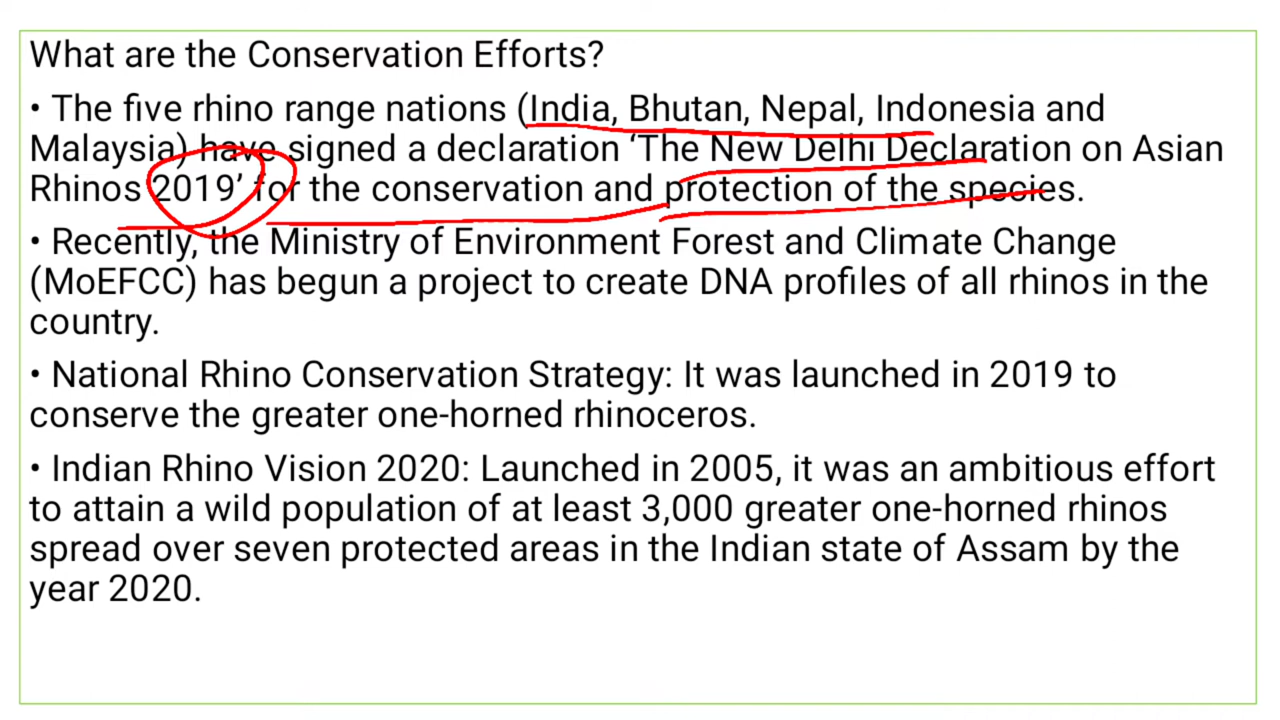 What are the Conservation Efforts?
• The five rhino range nations (India, Bhutan, Nepal, Indonesia and
Malaysia) have signed a declaration ‘The New Delhi Declaration on Asian
Rhinos 2019’ for the conservation and protection of the species.
• Recently, the Ministry of Environment Forest and Climate Change
(MoEFCC) has begun a project to create DNA profiles of all rhinos in the
country.
• National Rhino Conservation Strategy: It was launched in 2019 to
conserve the greater one-horned rhinoceros.
• Indian Rhino Vision 2020: Launched in 2005, it was an ambitious effort
to attain a wild population of at least 3,000 greater one-horned rhinos
spread over seven protected areas in the Indian state of Assam by the
year 2020.